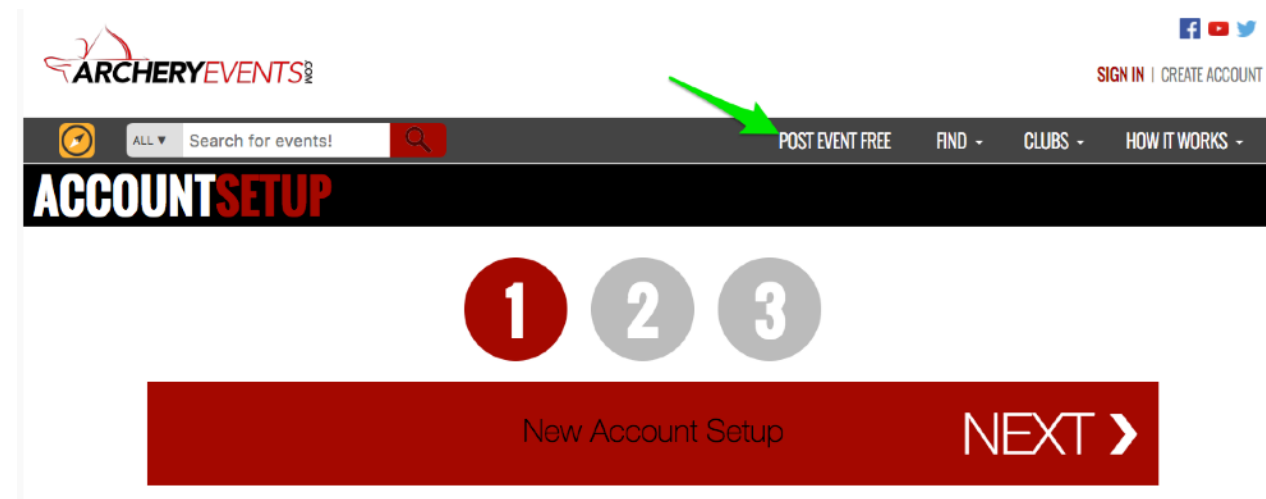 ARCHERYEVENTS.COM
SIGN IN | CREATE ACCOUNT
ALL ▼ Search for events! POST EVENT FREE FIND CLUBS HOW IT WORKS
ACCOUNTSETUP
1 2 3
New Account Setup NEXT ❯